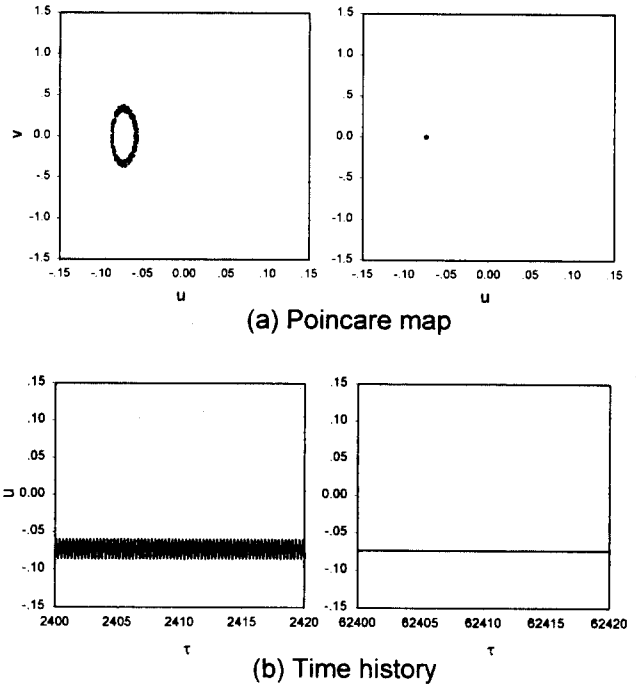 1.5 1.5
1.0 1.0
.5 .5
v 0.0 0.0
-.5 -.5
-1.0 -1.0
-1.5 -1.5
-.15 -.10 -.05 0.00 .05 .10 .15 -.15 -.10 -.05 0.00 .05 .10 .15
u u
(a) Poincare map
.15 .15
.10 .10
.05 .05
u 0.00 0.00
-.05 -.05
-.10 -.10
-.15 -.15
2400 2405 2410 2415 2420 62400 62405 62410 62415 62420
τ τ
(b) Time history